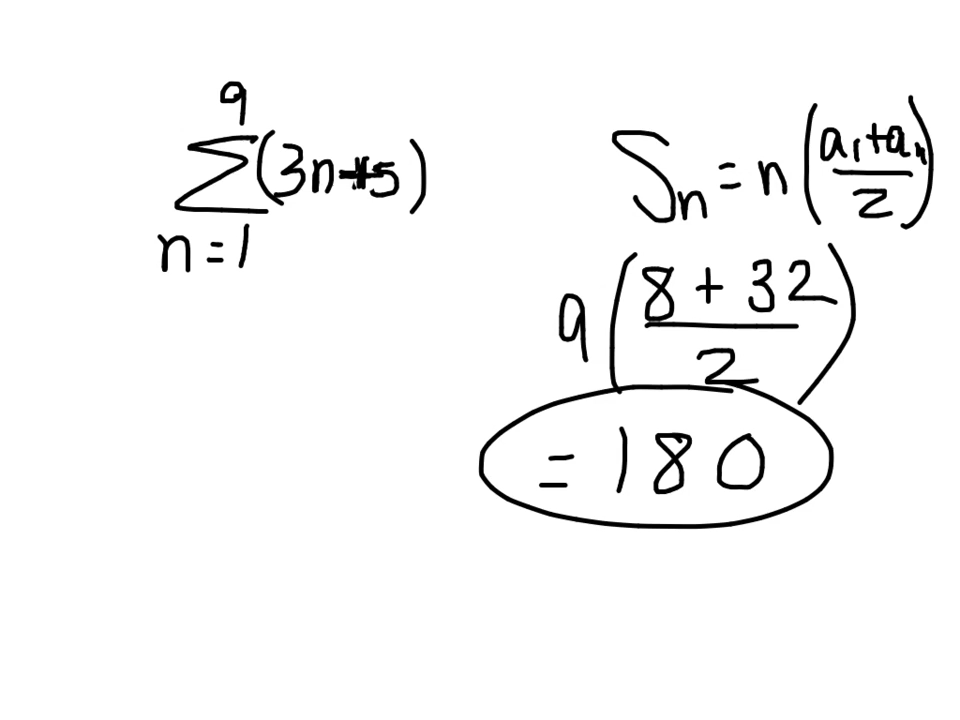 9
∑ (3n+5)
n=1
Sn = n((a1+an)/2)
9((8+32)/2)
=180